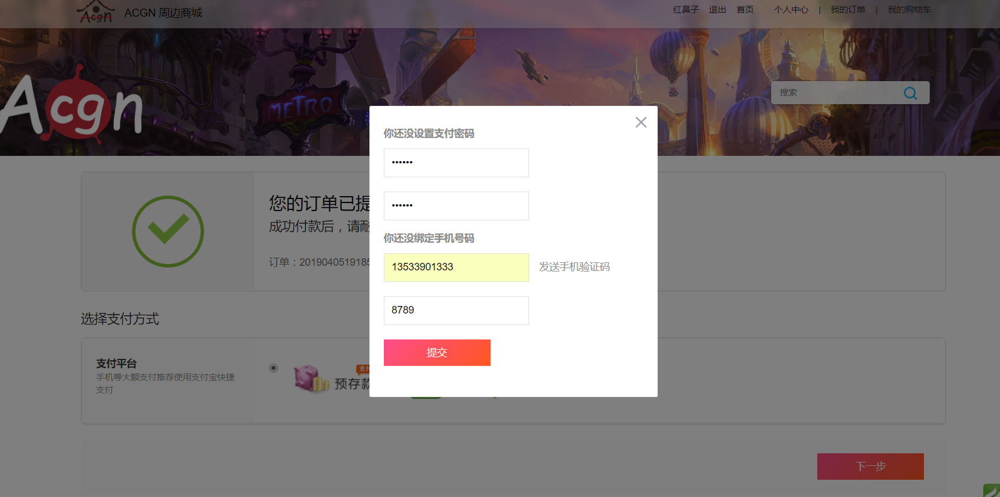 Acgn
ACGN 周边商城
红鼻子 退出 首页 个人中心 | 我的订单 | 我的购物车
Acgn
METRO
搜索
你还没设置支付密码
••••••
••••••
你还没绑定手机号码
13533901333 发送手机验证码
8789
提交
您的订单已提
成功付款后，请耐
订单：2019040519185
选择支付方式
支付平台
手机等大额支付推荐使用支付宝快捷
支付
支付
预存款
下一步